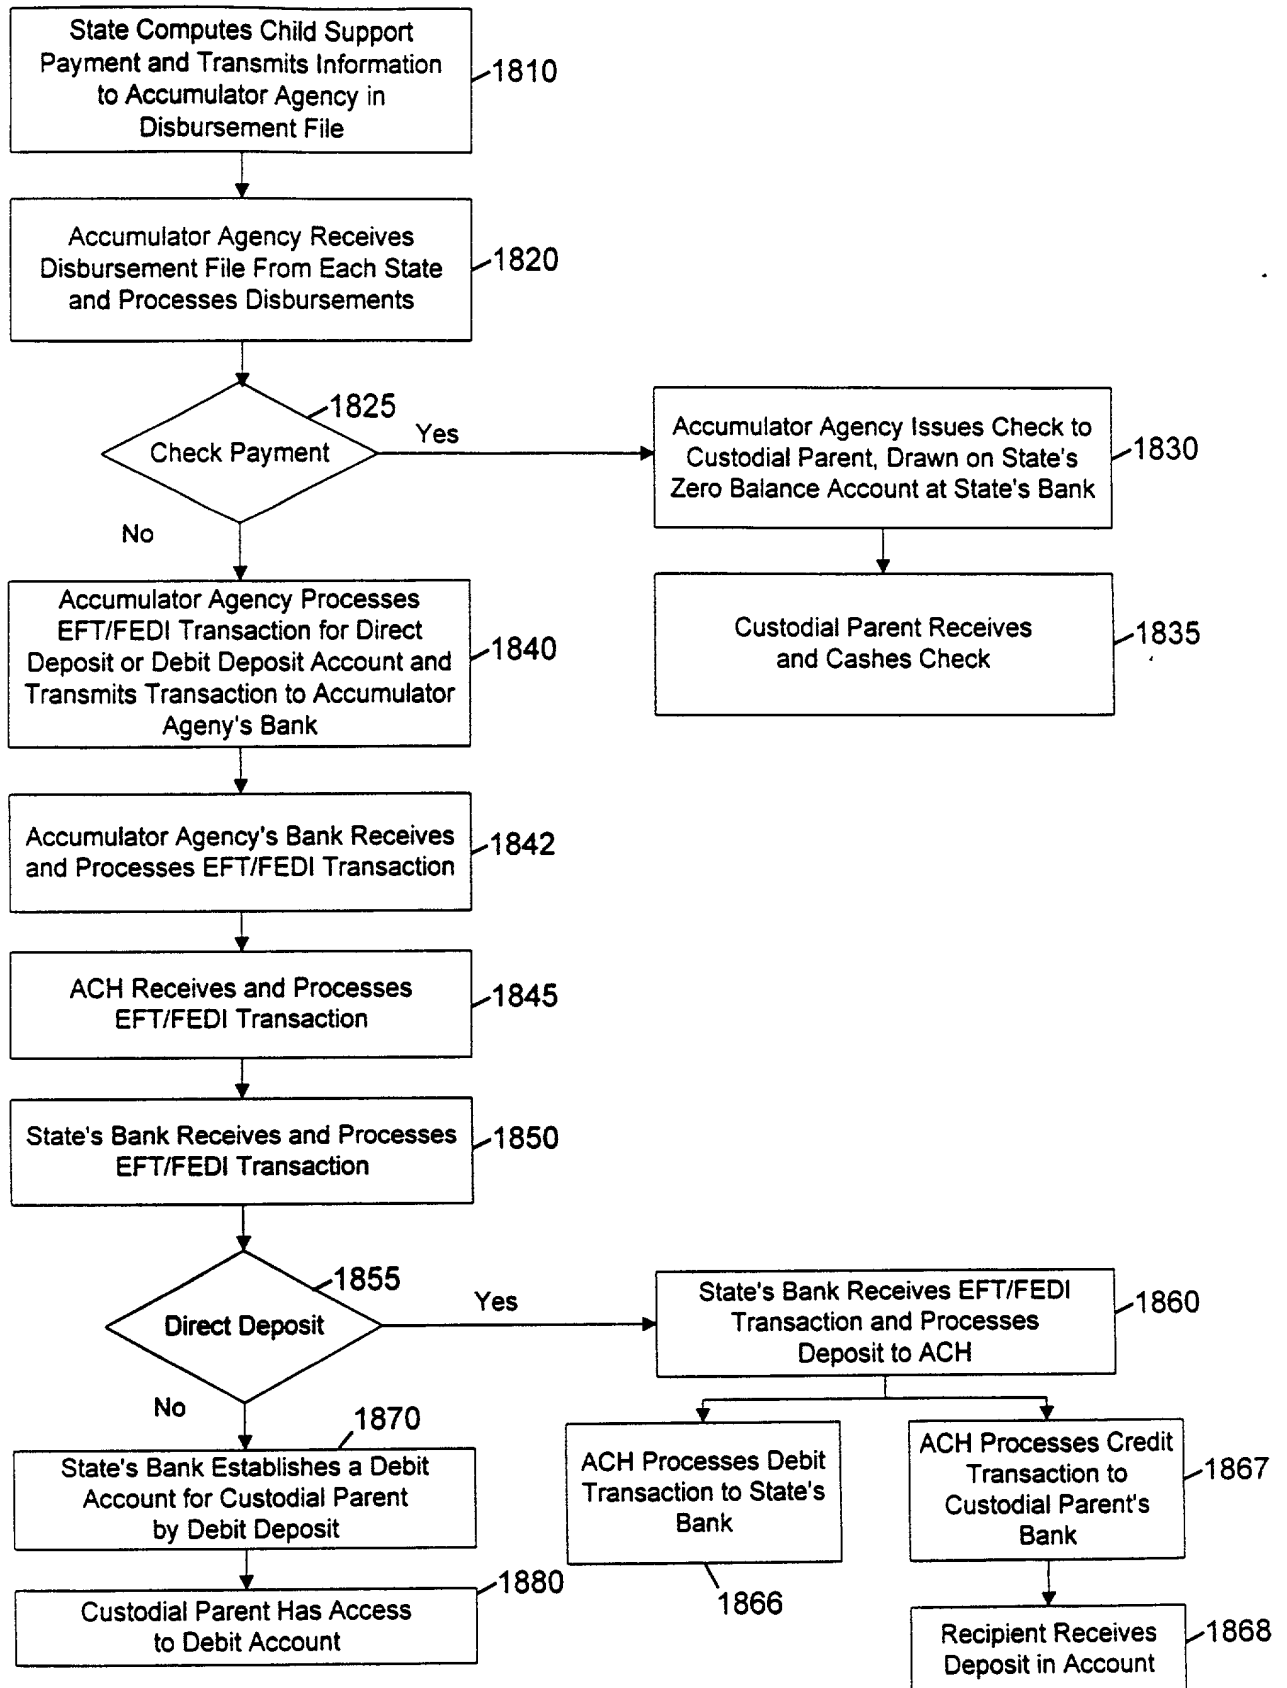 State Computes Child Support
Payment and Transmits Information
to Accumulator Agency in
Disbursement File
1810
Accumulator Agency Receives
Disbursement File From Each State
and Processes Disbursements
1820
Check Payment
1825
Yes
No
Accumulator Agency Issues Check to
Custodial Parent, Drawn on State's
Zero Balance Account at State's Bank
1830
Custodial Parent Receives
and Cashes Check
1835
Accumulator Agency Processes
EFT/FEDI Transaction for Direct
Deposit or Debit Deposit Account and
Transmits Transaction to Accumulator
Ageny's Bank
1840
Accumulator Agency's Bank Receives
and Processes EFT/FEDI Transaction
1842
ACH Receives and Processes
EFT/FEDI Transaction
1845
State's Bank Receives and Processes
EFT/FEDI Transaction
1850
Direct Deposit
1855
Yes
No
State's Bank Receives EFT/FEDI
Transaction and Processes
Deposit to ACH
1860
ACH Processes Debit
Transaction to State's
Bank
1866
ACH Processes Credit
Transaction to
Custodial Parent's
Bank
1867
Recipient Receives
Deposit in Account
1868
1870
State's Bank Establishes a Debit
Account for Custodial Parent
by Debit Deposit
Custodial Parent Has Access
to Debit Account
1880